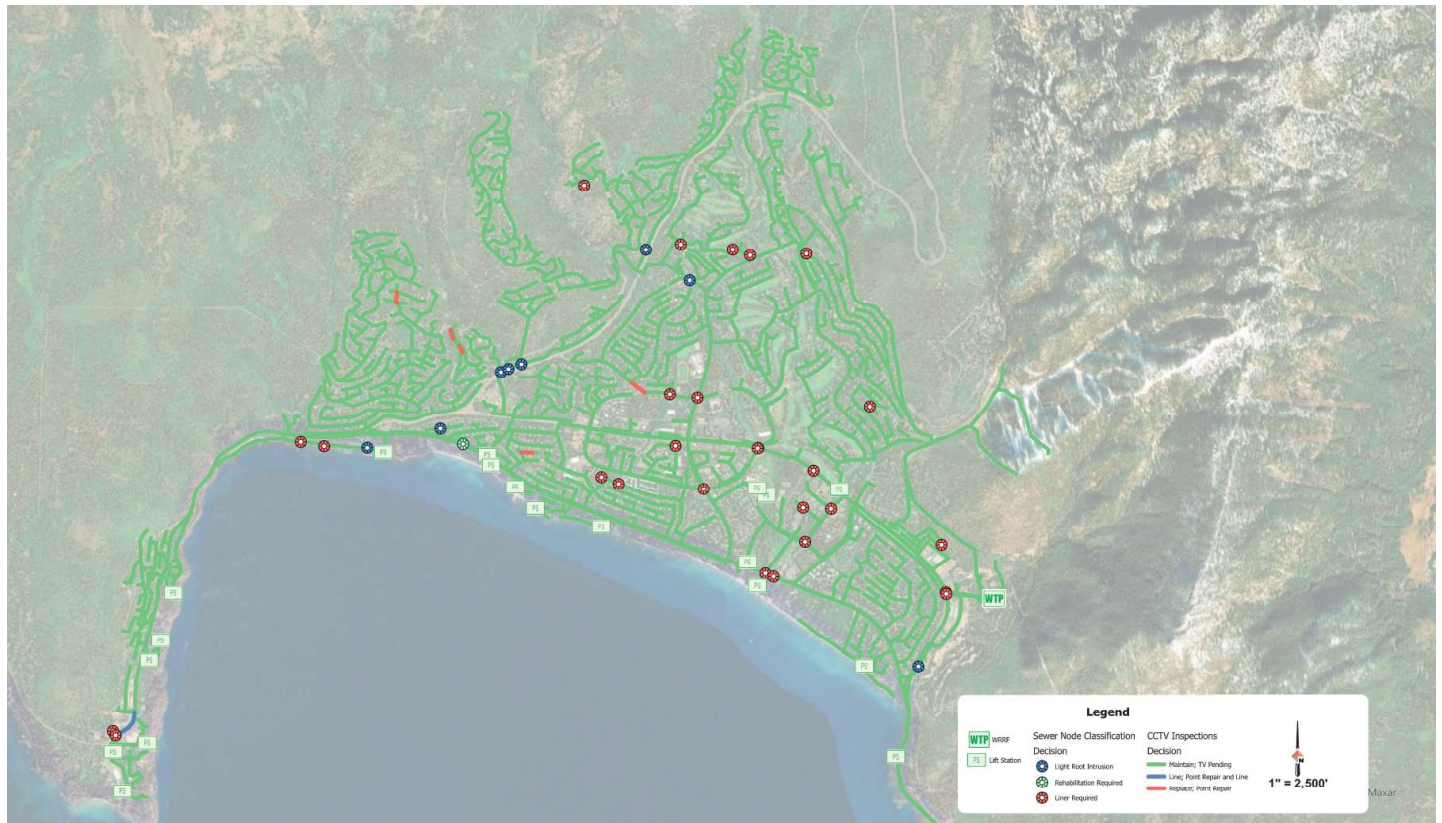 PS
PS
PS
PS
PS
PS
PS
PS
PS
PS
PS
WTP
PS
PS
PS
PS
PS
PS
PS
Legend
WTP WRRF
PS Lift Station
Sewer Node Classification
Decision
Light Root Intrusion
Rehabilitation Required
Liner Required
CCTV Inspections
Decision
Maintain; TV Pending
Line; Point Repair and Line
Replace; Point Repair
N
1" = 2,500'
Maxar